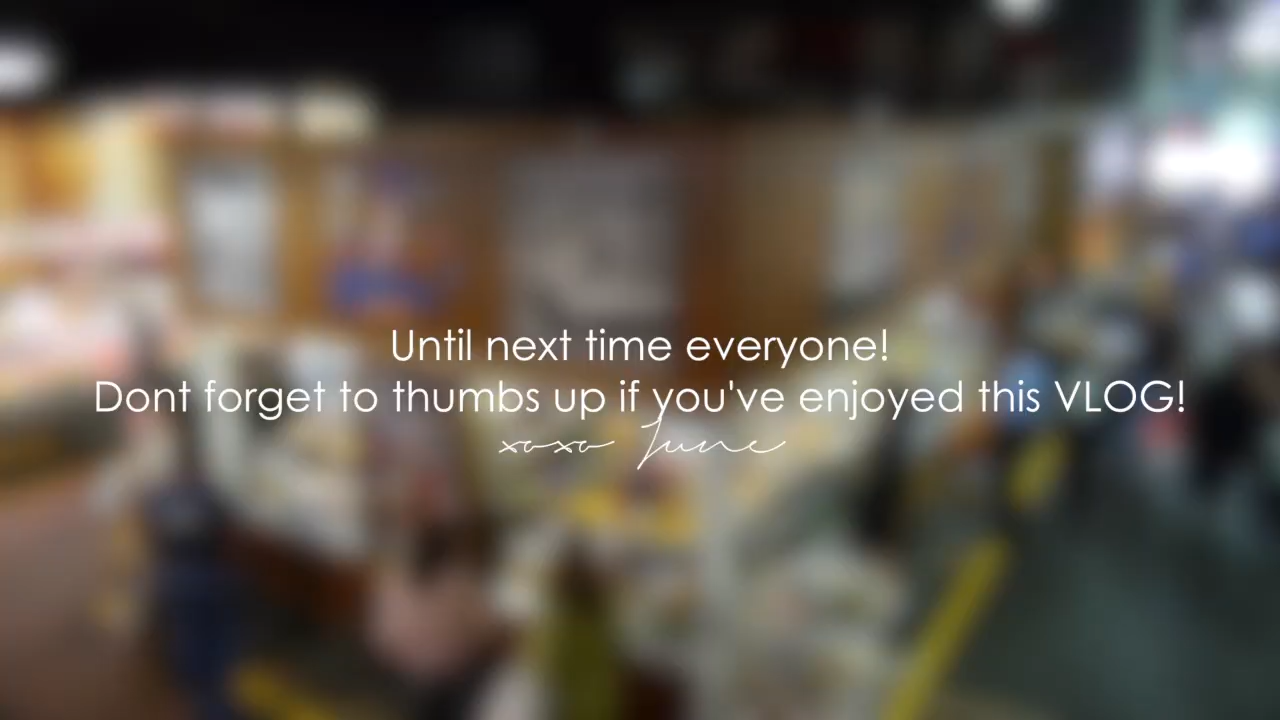 Until next time everyone!
Dont forget to thumbs up if you've enjoyed this VLOG!
xoxo June